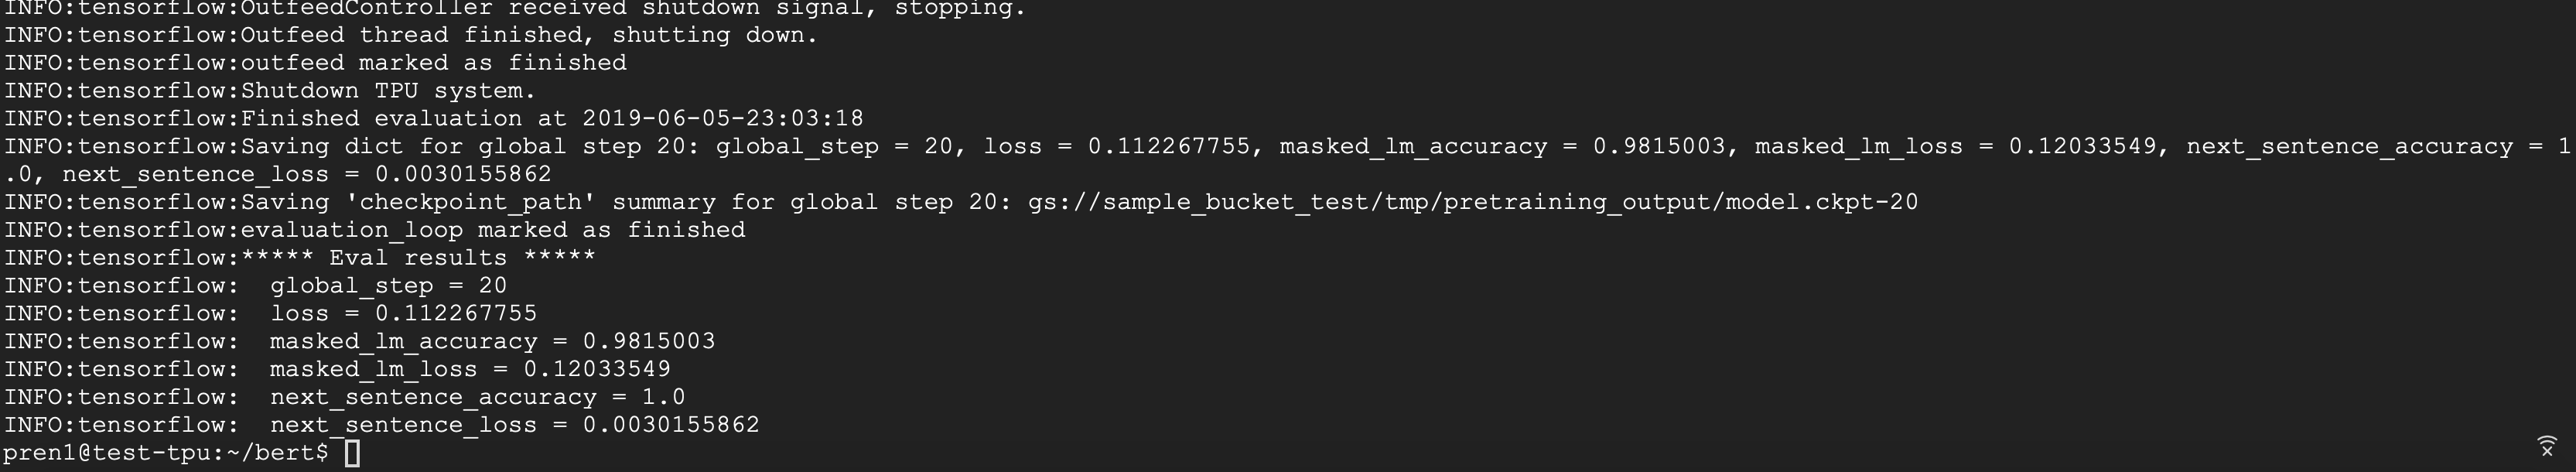 INFO:tensorflow:OutfeedController received shutdown signal, stopping.
INFO:tensorflow:Outfeed thread finished, shutting down.
INFO:tensorflow:outfeed marked as finished
INFO:tensorflow:Shutdown TPU system.
INFO:tensorflow:Finished evaluation at 2019-06-05-23:03:18
INFO:tensorflow:Saving dict for global step 20: global_step = 20, loss = 0.112267755, masked_lm_accuracy = 0.9815003, masked_lm_loss = 0.12033549, next_sentence_accuracy = 1
.0, next_sentence_loss = 0.0030155862
INFO:tensorflow:Saving 'checkpoint_path' summary for global step 20: gs://sample_bucket_test/tmp/pretraining_output/model.ckpt-20
INFO:tensorflow:evaluation_loop marked as finished
INFO:tensorflow:***** Eval results *****
INFO:tensorflow:  global_step = 20
INFO:tensorflow:  loss = 0.112267755
INFO:tensorflow:  masked_lm_accuracy = 0.9815003
INFO:tensorflow:  masked_lm_loss = 0.12033549
INFO:tensorflow:  next_sentence_accuracy = 1.0
INFO:tensorflow:  next_sentence_loss = 0.0030155862
pren1@test-tpu:~/bert$